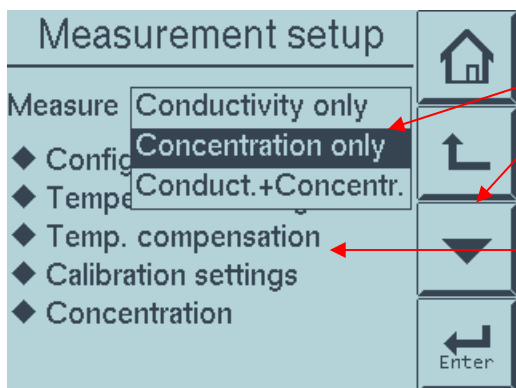 Measurement setup
Measure Conductivity only
Concentration only
Conduct.+Concentr.
Config
Tempe
Temp. compensation
Calibration settings
Concentration
Enter